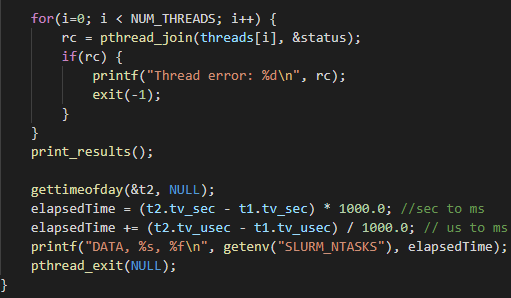 for(i=0; i < NUM_THREADS; i++) {
rc = pthread_join(threads[i], &status);
if(rc) {
printf("Thread error: %d\n", rc);
exit(-1);
}
}
print_results();
gettimeofday(&t2, NULL);
elapsedTime = (t2.tv_sec - t1.tv_sec) * 1000.0; //sec to ms
elapsedTime += (t2.tv_usec - t1.tv_usec) / 1000.0; // us to ms
printf("DATA, %s, %f\n", getenv("SLURM_NTASKS"), elapsedTime);
pthread_exit(NULL);
}